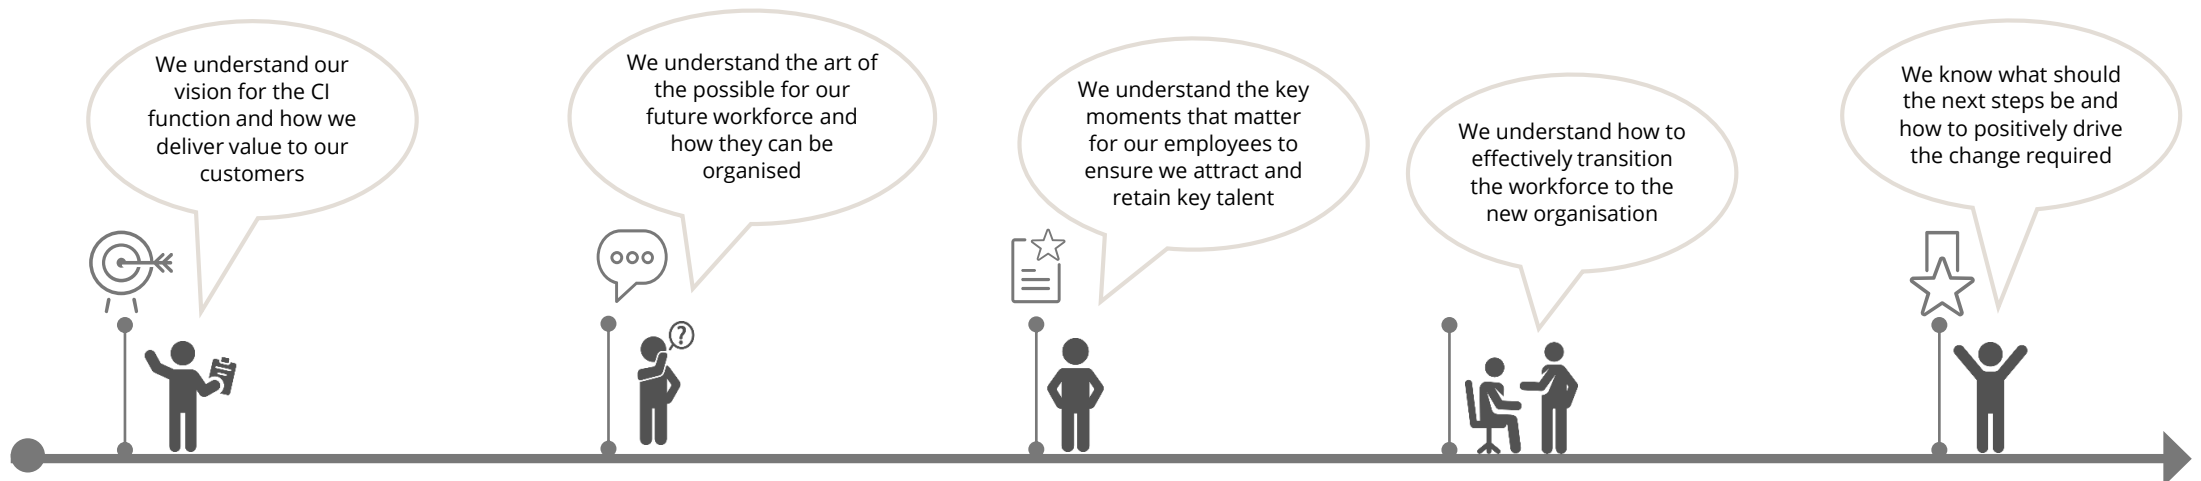 We understand our
vision for the CI
function and how we
deliver value to our
customers
We understand the art of
the possible for our
future workforce and
how they can be
organised
We understand the key
moments that matter
for our employees to
ensure we attract and
retain key talent
We understand how to
effectively transition
the workforce to the
new organisation
We know what should
the next steps be and
how to positively drive
the change required
?